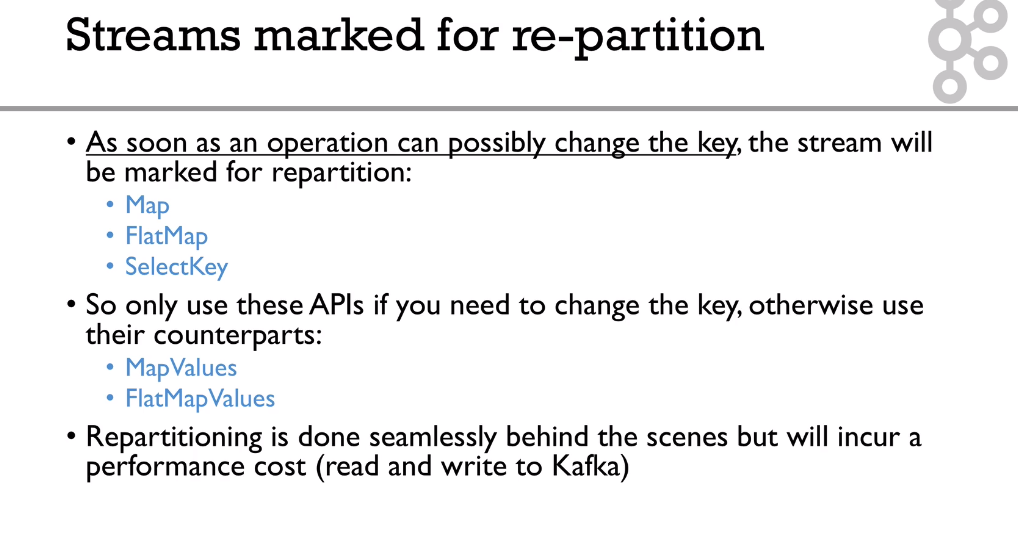 Streams marked for re-partition
• As soon as an operation can possibly change the key, the stream will
be marked for repartition:
• Map
• FlatMap
• SelectKey
• So only use these APIs if you need to change the key, otherwise use
their counterparts:
• MapValues
• FlatMapValues
• Repartitioning is done seamlessly behind the scenes but will incur a
performance cost (read and write to Kafka)